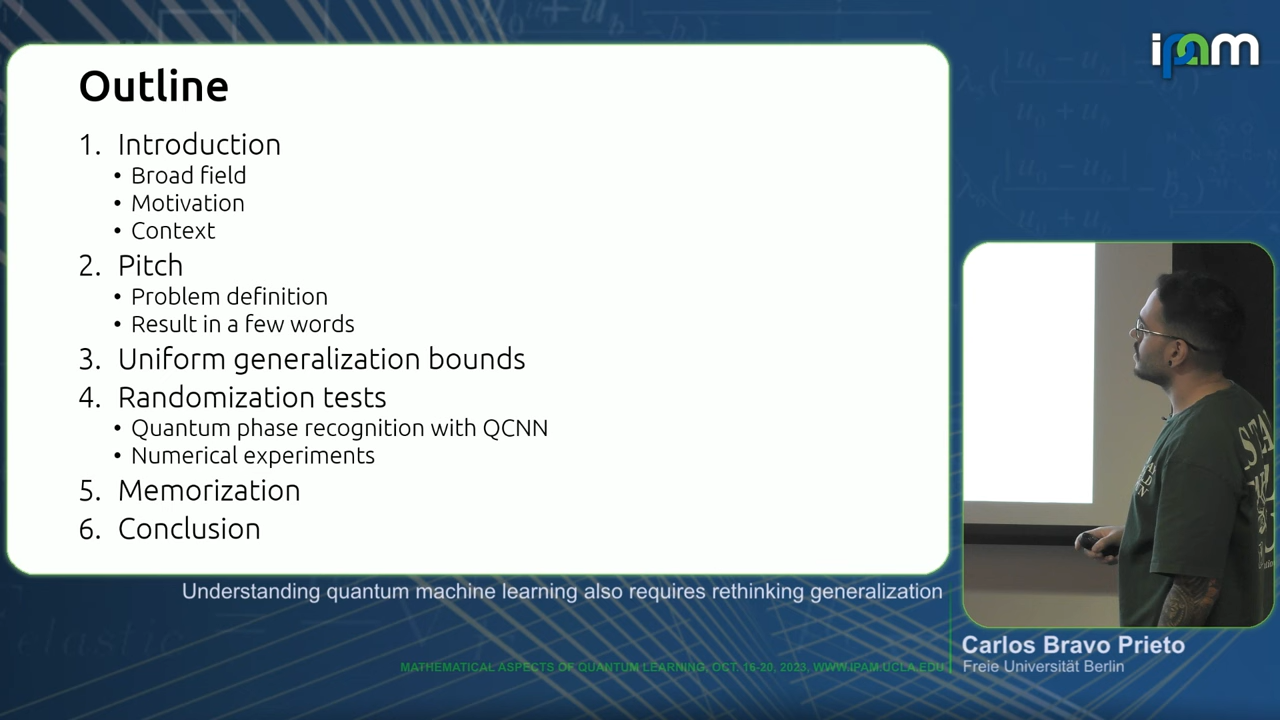 ipam
Outline
1. Introduction
• Broad field
• Motivation
• Context
2. Pitch
• Problem definition
• Result in a few words
3. Uniform generalization bounds
4. Randomization tests
• Quantum phase recognition with QCNN
• Numerical experiments
5. Memorization
6. Conclusion
Understanding quantum machine learning also requires rethinking generalization
Carlos Bravo Prieto
Freie Universität Berlin
MATHEMATICAL ASPECTS OF QUANTUM LEARNING, OCT. 16-20, 2023, WWW.IPAM.UCLA.EDU